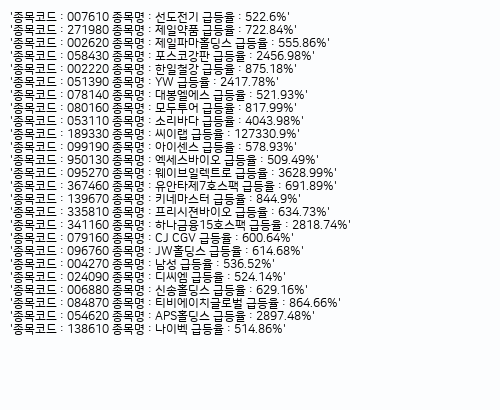 '종목코드 : 007610 종목명 : 선도전기 급등율 : 522.6%'
'종목코드 : 271980 종목명 : 제일약품 급등율 : 722.84%'
'종목코드 : 002620 종목명 : 제일파마홀딩스 급등율 : 555.86%'
'종목코드 : 058430 종목명 : 포스코강판 급등율 : 2456.98%'
'종목코드 : 002220 종목명 : 한일철강 급등율 : 875.18%'
'종목코드 : 051390 종목명 : YW 급등율 : 2417.78%'
'종목코드 : 078140 종목명 : 대봉엘에스 급등율 : 521.93%'
'종목코드 : 080160 종목명 : 모두투어 급등율 : 817.99%'
'종목코드 : 053110 종목명 : 소리바다 급등율 : 4043.98%'
'종목코드 : 189330 종목명 : 씨이랩 급등율 : 127330.9%'
'종목코드 : 099190 종목명 : 아이센스 급등율 : 578.93%'
'종목코드 : 950130 종목명 : 엑세스바이오 급등율 : 509.49%'
'종목코드 : 095270 종목명 : 웨이브일렉트로 급등율 : 3628.99%'
'종목코드 : 367460 종목명 : 유안타제7호스팩 급등율 : 691.89%'
'종목코드 : 139670 종목명 : 키네마스터 급등율 : 844.9%'
'종목코드 : 335810 종목명 : 프리시젼바이오 급등율 : 634.73%'
'종목코드 : 341160 종목명 : 하나금융15호스팩 급등율 : 2818.74%'
'종목코드 : 079160 종목명 : CJ CGV 급등율 : 600.64%'
'종목코드 : 096760 종목명 : JW홀딩스 급등율 : 614.68%'
'종목코드 : 004270 종목명 : 남성 급등율 : 536.52%'
'종목코드 : 024090 종목명 : 디씨엠 급등율 : 524.14%'
'종목코드 : 006880 종목명 : 신송홀딩스 급등율 : 629.16%'
'종목코드 : 084870 종목명 : 티비에이치글로벌 급등율 : 864.66%'
'종목코드 : 054620 종목명 : APS홀딩스 급등율 : 2897.48%'
'종목코드 : 138610 종목명 : 나이벡 급등율 : 514.86%'